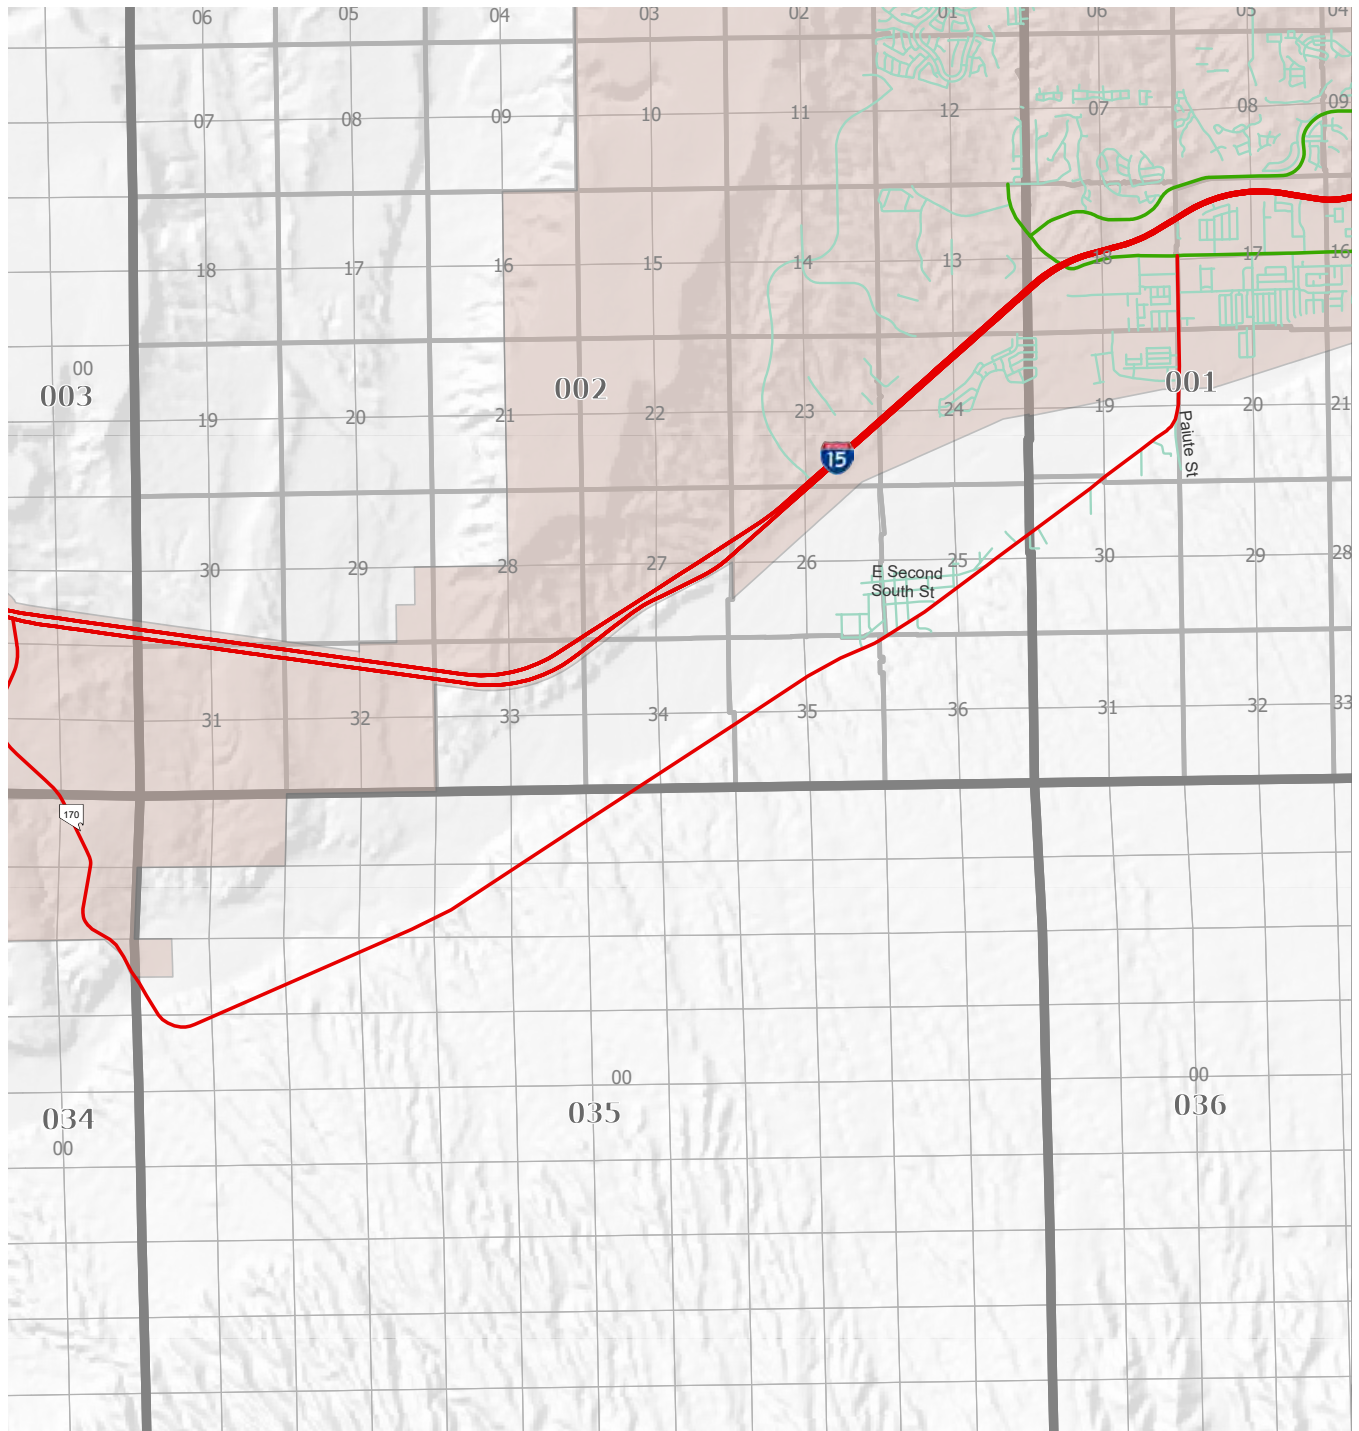 06 05 04 03 02 01 06 05 04
07 08 09 10 11 12 07 08 09
18 17 16 15 14 13 18 17 16
00
003 002 001
19 20 21 22 23 24 19 20 21
Paiute St
15
30 29 28 27 26 25 30 29 28
E Second
South St
31 32 33 34 35 36 31 32 33
170
00 00
034 035 036
00